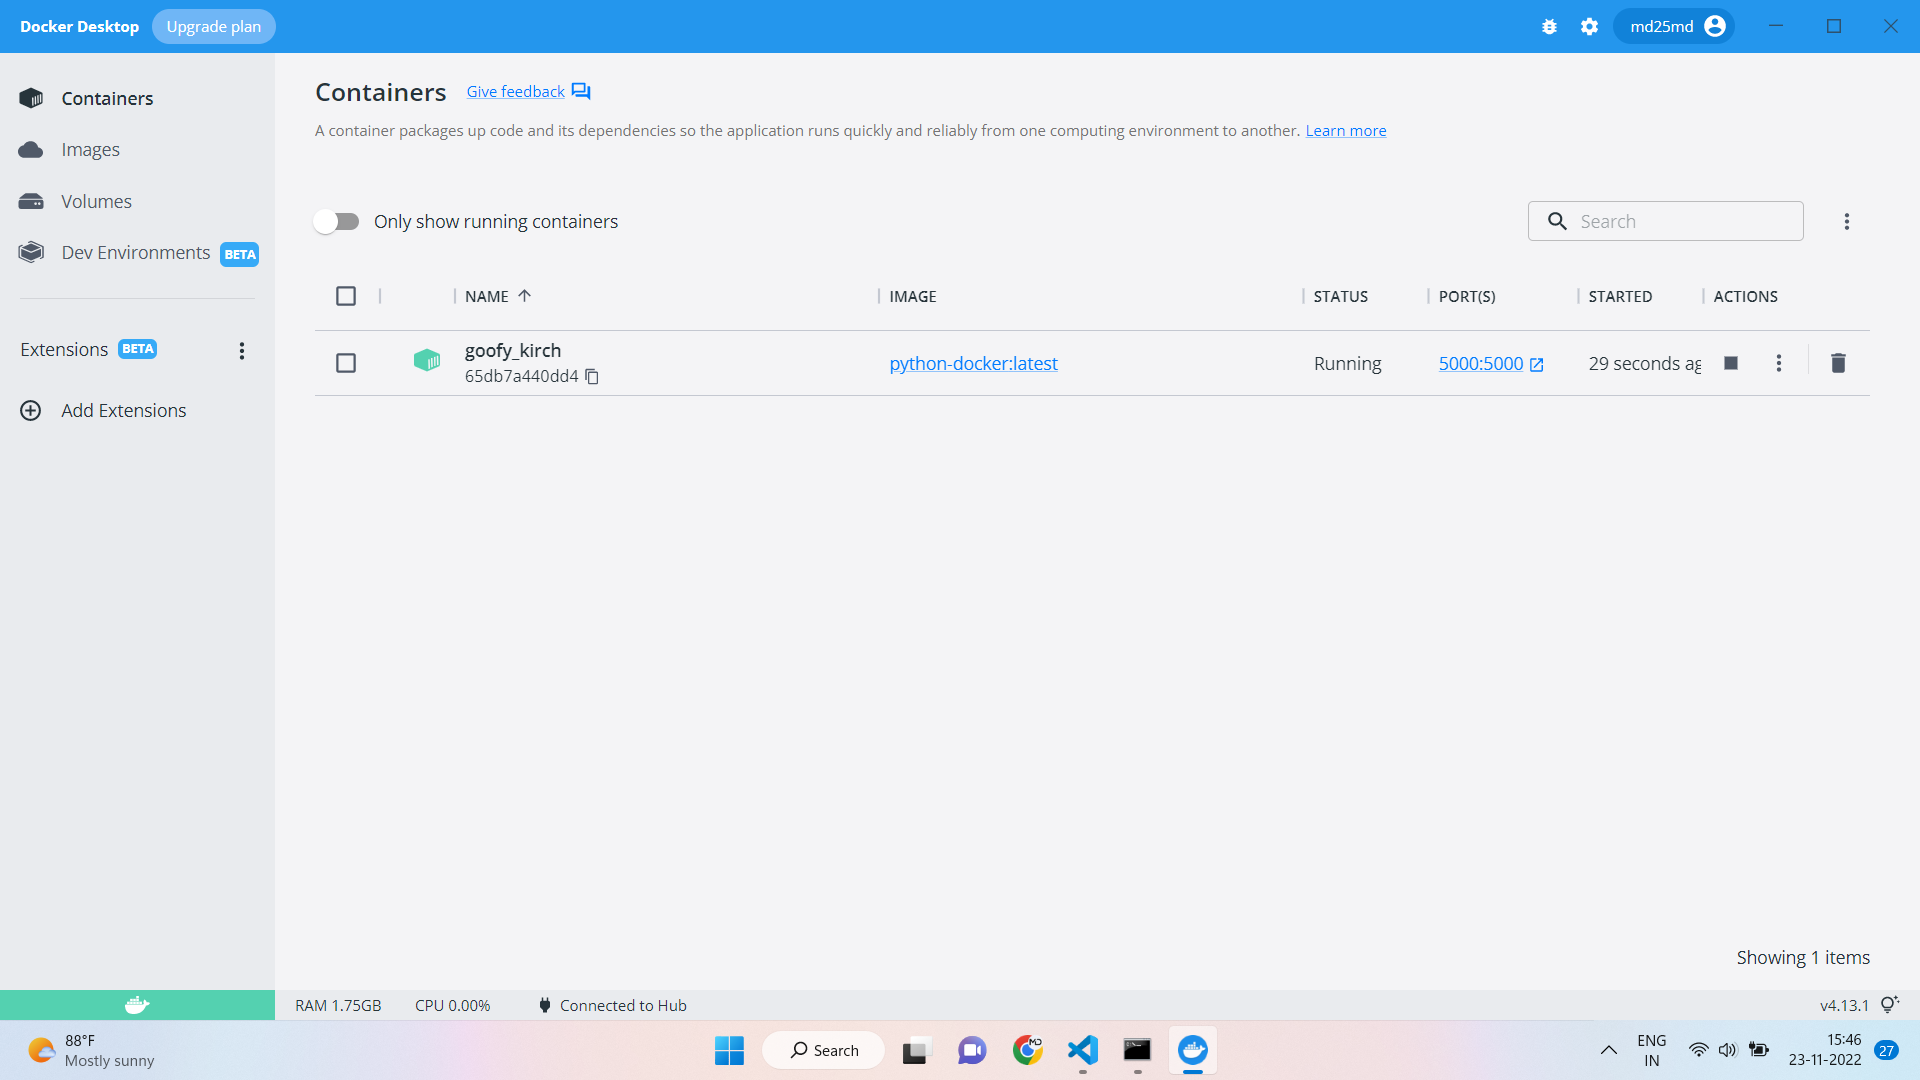 Docker Desktop Upgrade plan md25md
Containers
Images
Volumes
Dev Environments BETA
Extensions BETA
Add Extensions
Containers Give feedback
A container packages up code and its dependencies so the application runs quickly and reliably from one computing environment to another. Learn more
Only show running containers Search
NAME IMAGE STATUS PORT(S) STARTED ACTIONS
goofy_kirch
65db7a440dd4
python-docker:latest Running 5000:5000 29 seconds ag
Showing 1 items
RAM 1.75GB CPU 0.00% Connected to Hub v4.13.1
88°F
Mostly sunny
Search
MD
ENG
IN
15:46
23-11-2022
27